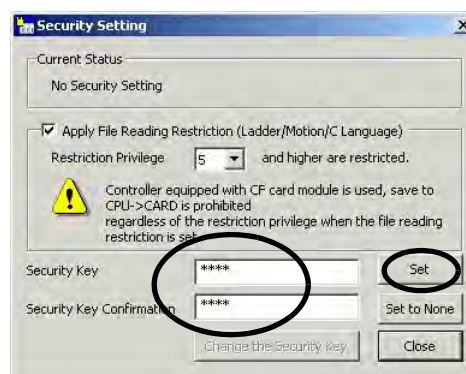 Security Setting
Current Status
No Security Setting
Apply File Reading Restriction (Ladder/Motion/C Language)
Restriction Privilege 5 and higher are restricted.
Controller equipped with CF card module is used, save to
CPU->CARD is prohibited
regardless of the restriction privilege when the file reading
restriction is set
Security Key **** Set
Security Key Confirmation **** Set to None
Change the Security Key Close